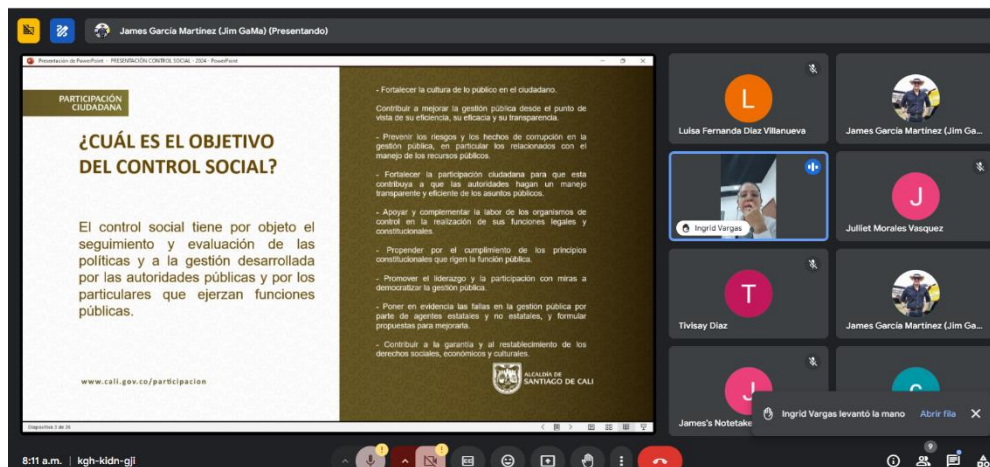 James García Martínez (Jim GaMa) (Presentando)
Presentación de PowerPoint - PRESENTACIÓN CONTROL SOCIAL - 2024 - PowerPoint
PARTICIPACIÓN
CIUDADANA
¿CUÁL ES EL OBJETIVO
DEL CONTROL SOCIAL?
El control social tiene por objeto el
seguimiento y evaluación de las
políticas y a la gestión desarrollada
por las autoridades públicas y por los
particulares que ejerzan funciones
públicas.
www.cali.gov.co/participacion
- Fortalecer la cultura de lo público en el ciudadano.
Contribuir a mejorar la gestión pública desde el punto de
vista de su eficiencia, su eficacia y su transparencia.
- Prevenir los riesgos y los hechos de corrupción en la
gestión pública, en particular los relacionados con el
manejo de los recursos públicos.
- Fortalecer la participación ciudadana para que esta
contribuya a que las autoridades hagan un manejo
transparente y eficiente de los asuntos públicos.
- Apoyar y complementar la labor de los organismos de
control en la realización de sus funciones legales y
constitucionales.
- Propender por el cumplimiento de los principios
constitucionales que rigen la función pública.
- Promover el liderazgo y la participación con miras a
democratizar la gestión pública.
- Poner en evidencia las fallas en la gestión pública por
parte de agentes estatales y no estatales, y formular
propuestas para mejorarla.
- Contribuir a la garantía y al restablecimiento de los
derechos sociales, económicos y culturales.
ALCALDÍA DE
SANTIAGO DE CALI
L
Luisa Fernanda Diaz Villanueva
James García Martínez (Jim Ga...
Ingrid Vargas
J
Julliet Morales Vasquez
T
Tivisay Diaz
James García Martínez (Jim Ga...
J
James's Notetake
Ingrid Vargas levantó la mano Abrir fila
8:11 a.m. | kgh-kidn-gji
9